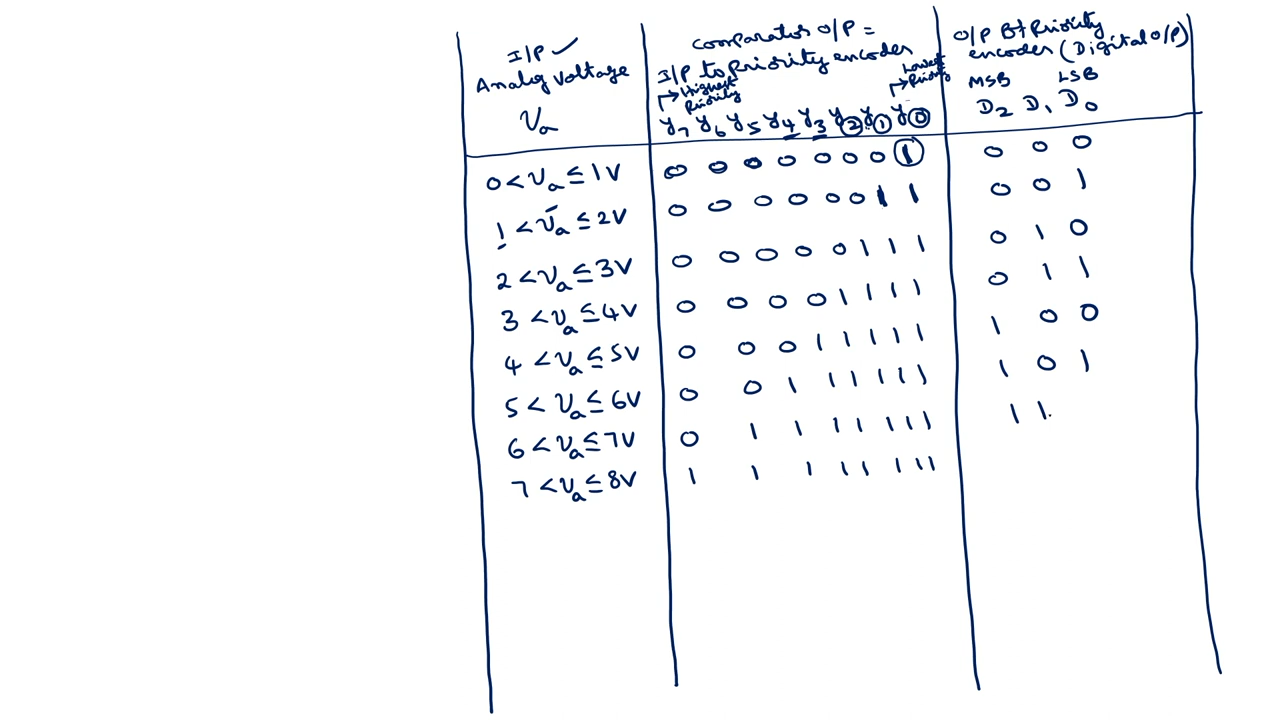 I/P ✓
Analog voltage
Va
Comparator O/P =
I/P to Priority encoder
Highest
Priority
Lowest
Priority
y7 y6 y5 y4 y3 y2 y1 y0
O/P of Priority
encoder (Digital O/P)
MSB LSB
D2 D1 D0
0 < Va ≤ 1V 0 0 0 0 0 0 0 1 0 0 0
1 < Va ≤ 2V 0 0 0 0 0 0 1 1 0 0 1
2 < Va ≤ 3V 0 0 0 0 0 1 1 1 0 1 0
3 < Va ≤ 4V 0 0 0 0 1 1 1 1 0 1 1
4 < Va ≤ 5V 0 0 0 1 1 1 1 1 1 0 0
5 < Va ≤ 6V 0 0 1 1 1 1 1 1 1 0 1
6 < Va ≤ 7V 0 1 1 1 1 1 1 1 1 1
7 < Va ≤ 8V 1 1 1 1 1 1 1 1